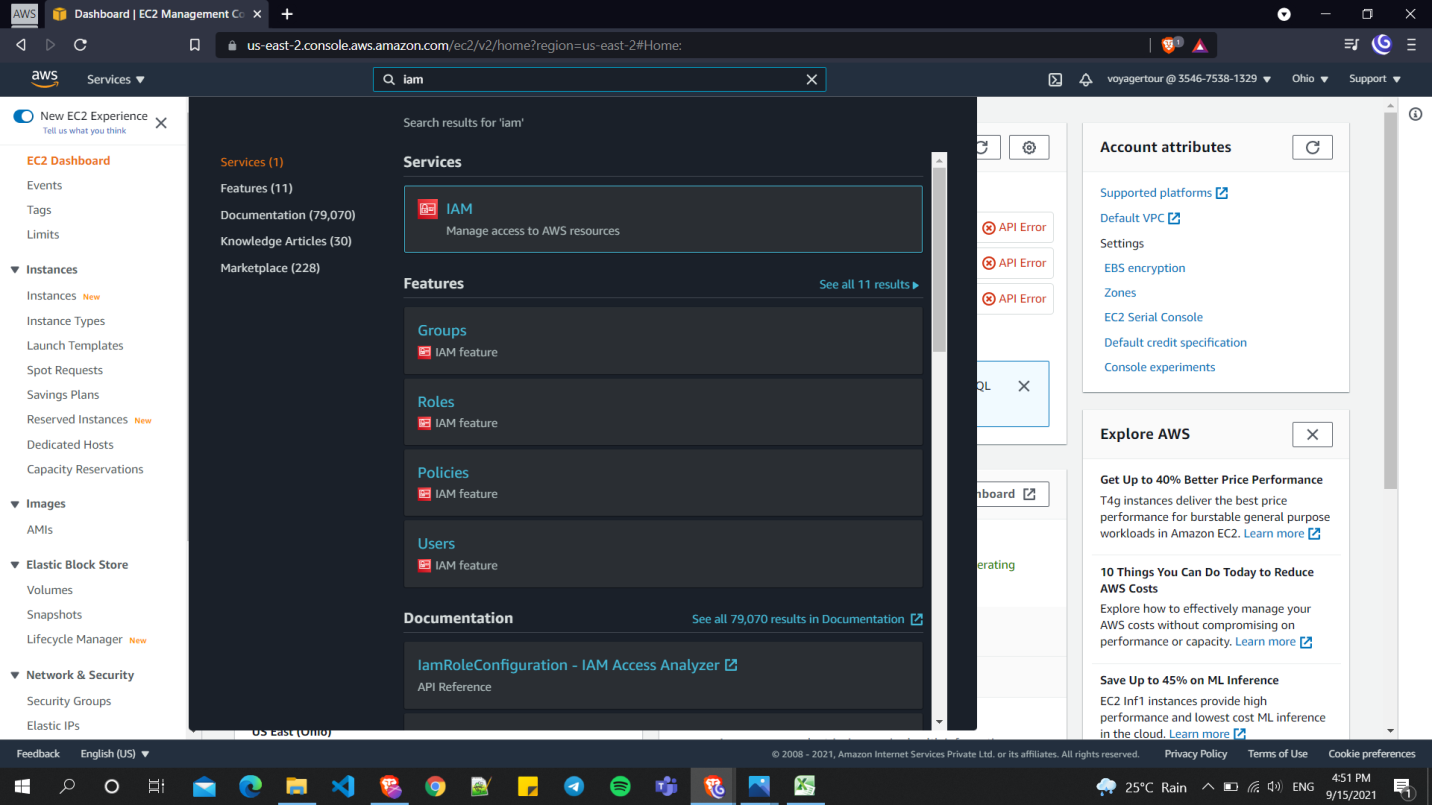 AWS
Dashboard | EC2 Management Co
us-east-2.console.aws.amazon.com/ec2/v2/home?region=us-east-2#Home:
1
aws
Services
iam
voyagertour @ 3546-7538-1329
Ohio
Support
New EC2 Experience
Tell us what you think
EC2 Dashboard
Events
Tags
Limits
Instances
Instances New
Instance Types
Launch Templates
Spot Requests
Savings Plans
Reserved Instances New
Dedicated Hosts
Capacity Reservations
Images
AMIs
Elastic Block Store
Volumes
Snapshots
Lifecycle Manager New
Network & Security
Security Groups
Elastic IPs
Search results for 'iam'
Services (1)
Features (11)
Documentation (79,070)
Knowledge Articles (30)
Marketplace (228)
Services
IAM
Manage access to AWS resources
Features
See all 11 results
Groups
IAM feature
Roles
IAM feature
Policies
IAM feature
Users
IAM feature
Documentation
See all 79,070 results in Documentation
IamRoleConfiguration - IAM Access Analyzer
API Reference
US East (Ohio)
API Error
API Error
API Error
QL
board
erating
Account attributes
Supported platforms
Default VPC
Settings
EBS encryption
Zones
EC2 Serial Console
Default credit specification
Console experiments
Explore AWS
Get Up to 40% Better Price Performance
T4g instances deliver the best price
performance for burstable general purpose
workloads in Amazon EC2. Learn more
10 Things You Can Do Today to Reduce
AWS Costs
Explore how to effectively manage your
AWS costs without compromising on
performance or capacity. Learn more
Save Up to 45% on ML Inference
EC2 Inf1 instances provide high
performance and lowest cost ML inference
in the cloud. Learn more
Feedback
English (US)
© 2008 - 2021, Amazon Internet Services Private Ltd. or its affiliates. All rights reserved.
Privacy Policy
Terms of Use
Cookie preferences
25°C Rain
ENG
4:51 PM
9/15/2021
1